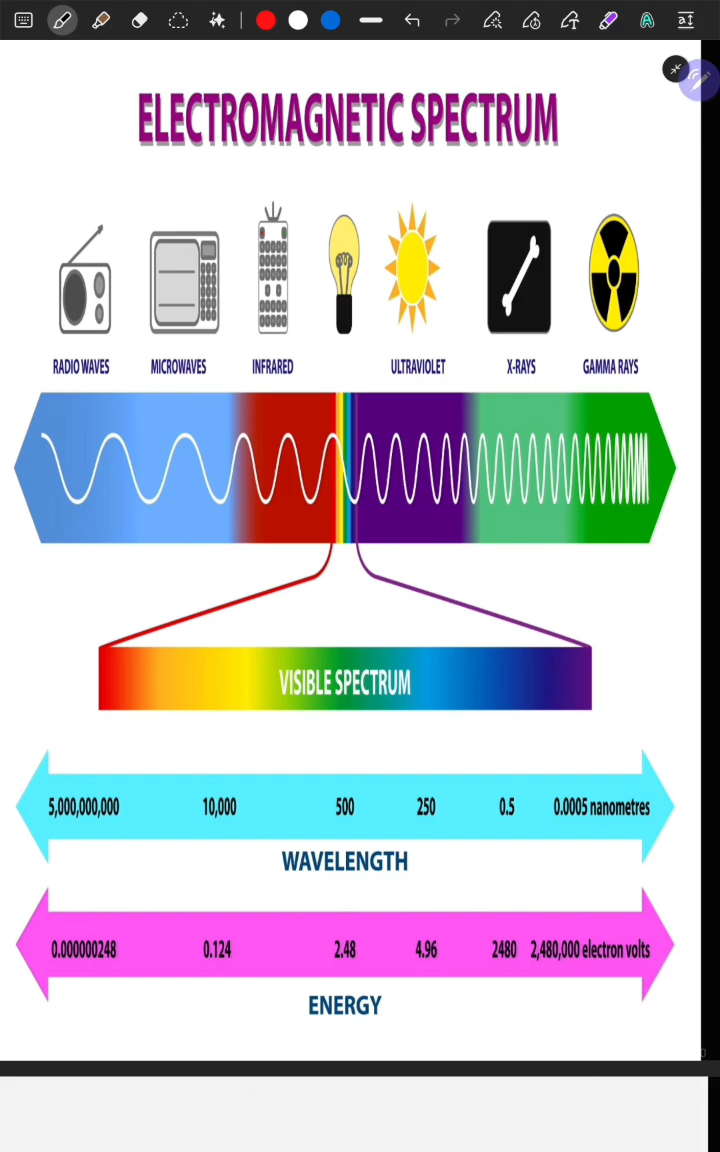 ELECTROMAGNETIC SPECTRUM
RADIO WAVES MICROWAVES INFRARED ULTRAVIOLET X-RAYS GAMMA RAYS
VISIBLE SPECTRUM
5,000,000,000 10,000 500 250 0.5 0.0005 nanometres
WAVELENGTH
0.000000248 0.124 2.48 4.96 2480 2,480,000 electron volts
ENERGY